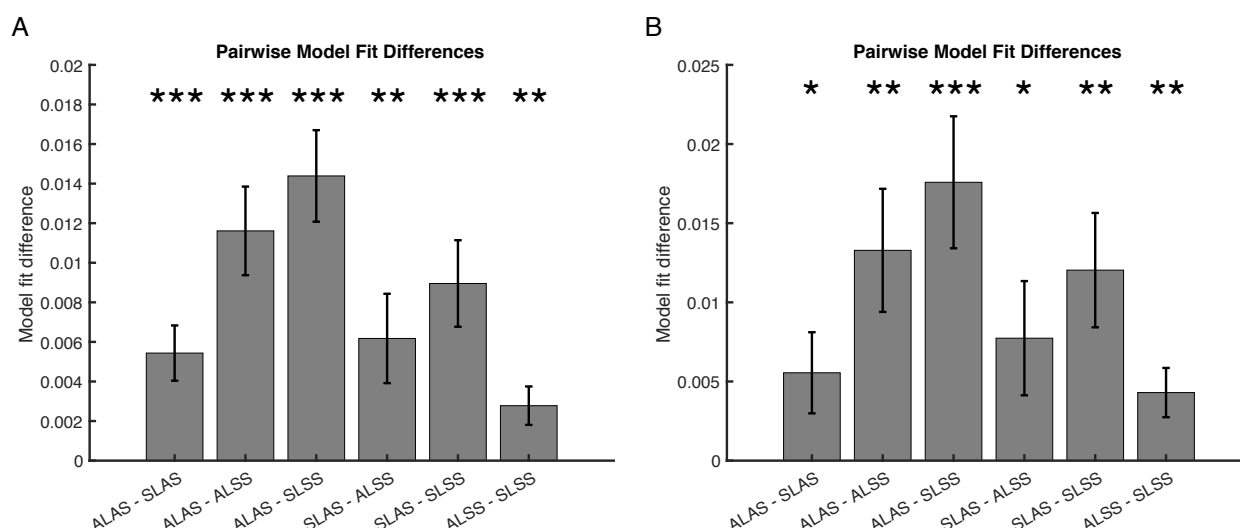 A
Pairwise Model Fit Differences
0.02
0.018
0.016
0.014
0.012
0.01
0.008
0.006
0.004
0.002
0
Model fit difference
*** *** *** ** *** **
ALAS - SLAS
ALAS - ALSS
ALAS - SLSS
SLAS - ALSS
SLAS - SLSS
ALSS - SLSS
B
Pairwise Model Fit Differences
0.025
0.02
0.015
0.01
0.005
0
Model fit difference
* ** *** * ** **
ALAS - SLAS
ALAS - ALSS
ALAS - SLSS
SLAS - ALSS
SLAS - SLSS
ALSS - SLSS